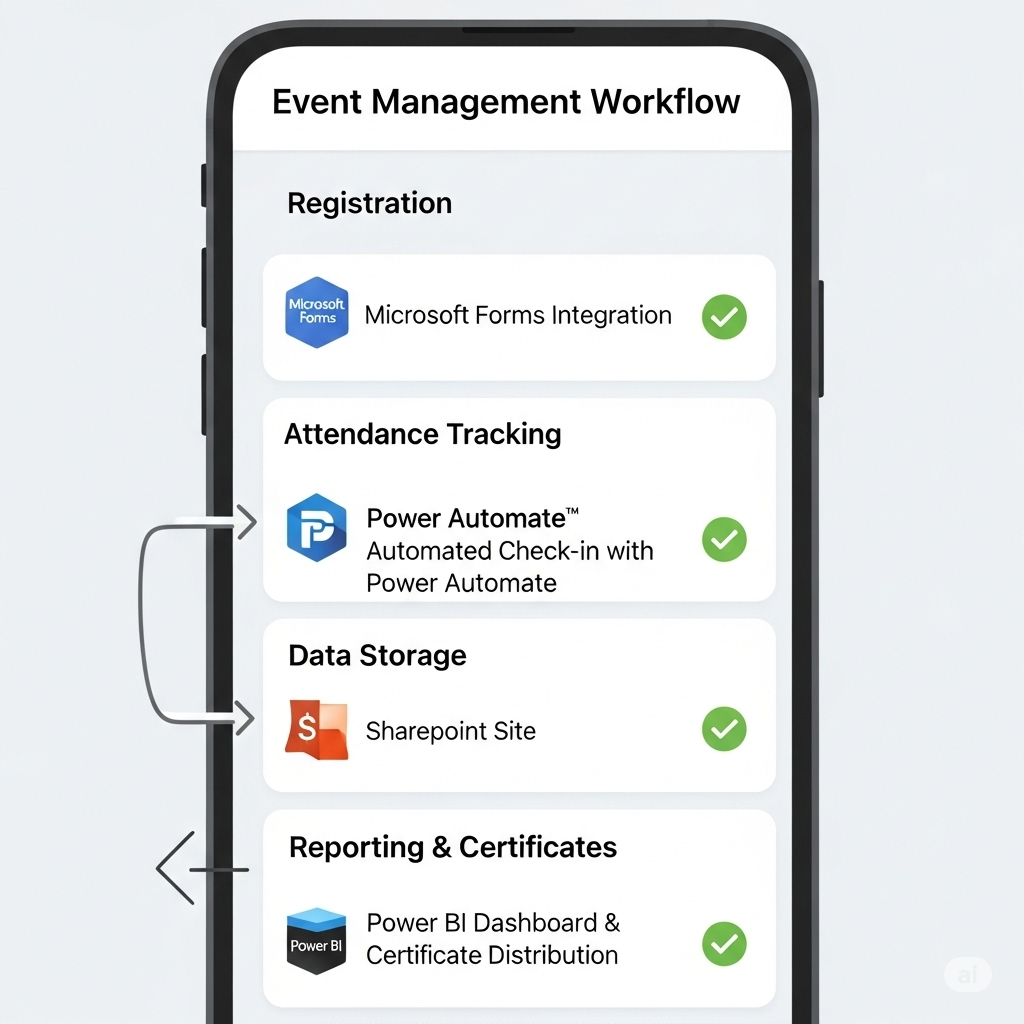 Event Management Workflow
Registration
Microsoft
Forms
Microsoft Forms Integration
Attendance Tracking
Power Automate™
Automated Check-in with
Power Automate
Data Storage
$
Sharepoint Site
Reporting & Certificates
Power BI
Power BI Dashboard &
Certificate Distribution
ai